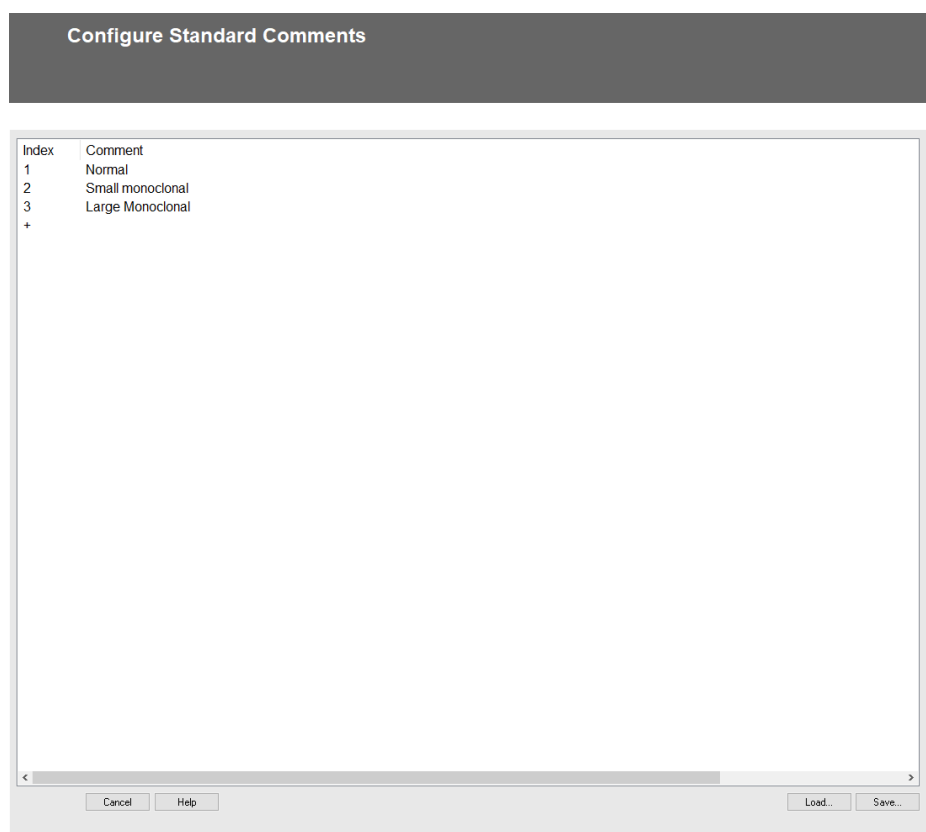 Configure Standard Comments
Index Comment
1 Normal
2 Small monoclonal
3 Large Monoclonal
+
Cancel Help Load... Save...